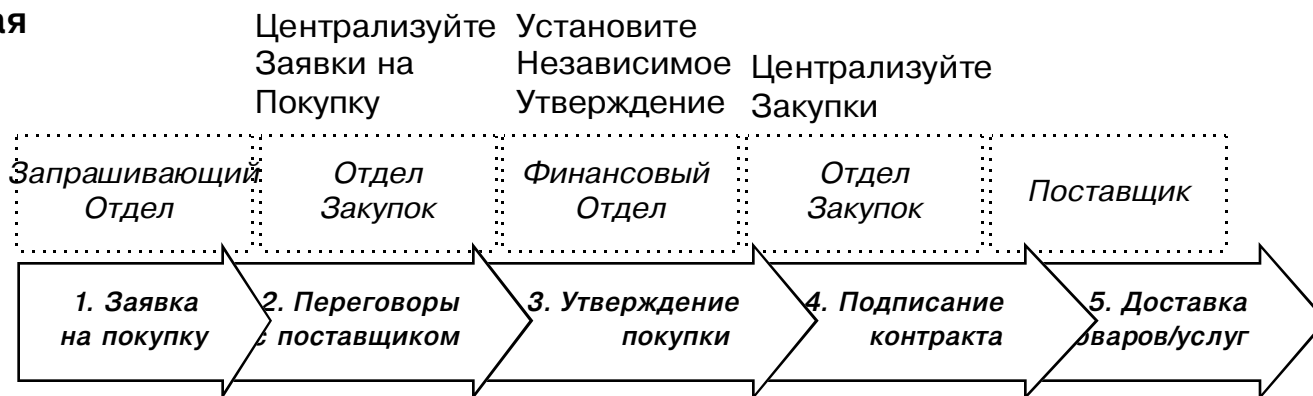 ая
Централизуйте
Заявки на
Покупку
Установите
Независимое
Утверждение
Централизуйте
Закупки
Запрашивающий
Отдел
Отдел
Закупок
Финансовый
Отдел
Отдел
Закупок
Поставщик
1. Заявка
на покупку
2. Переговоры
с поставщиком
3. Утверждение
покупки
4. Подписание
контракта
5. Доставка
оваров/услуг